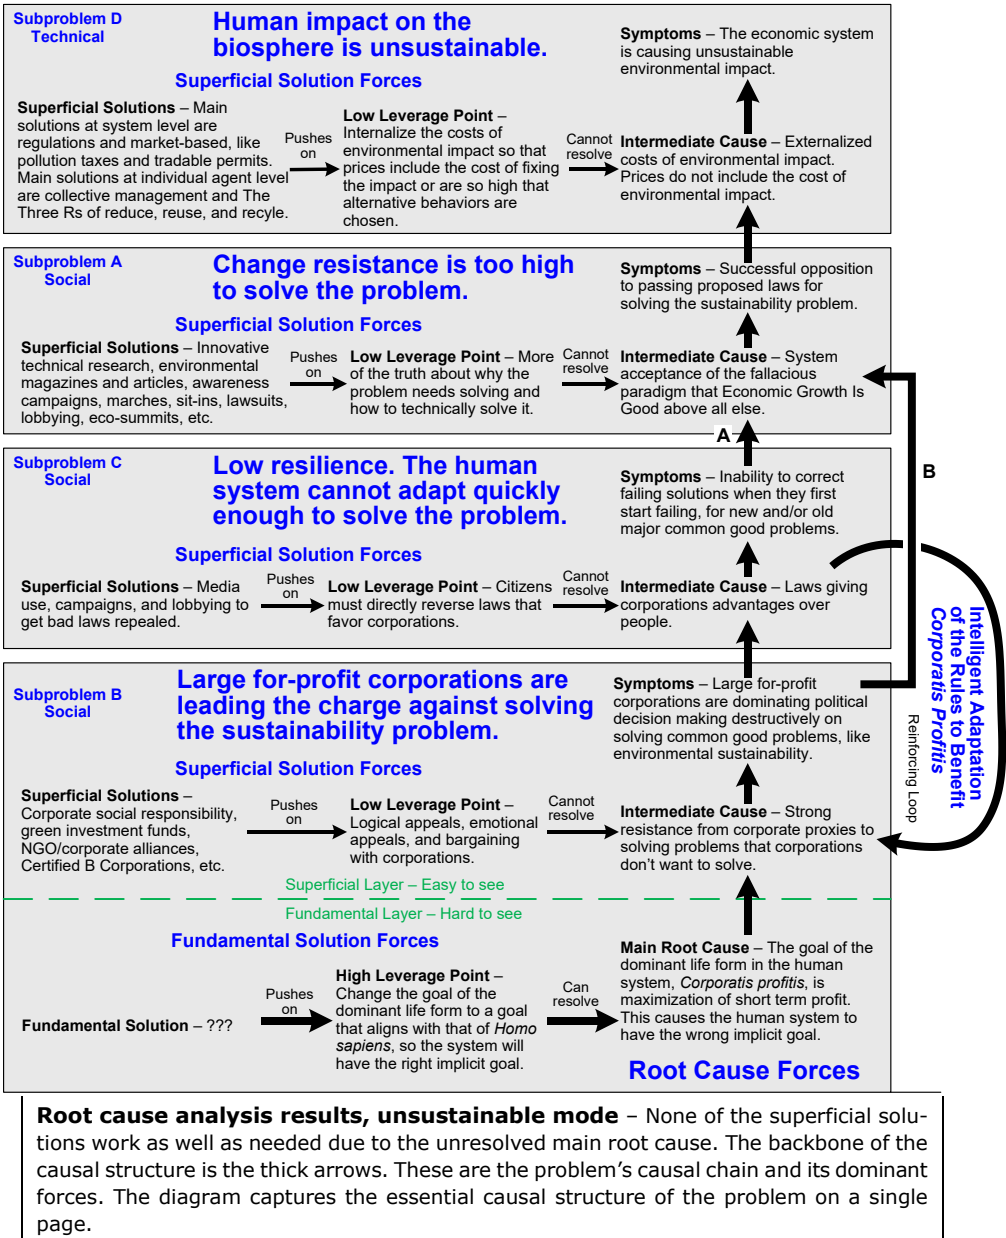 Subproblem D
Technical
Human impact on the
biosphere is unsustainable.
Superficial Solution Forces
Superficial Solutions – Main
solutions at system level are
regulations and market-based, like
pollution taxes and tradable permits.
Main solutions at individual agent level
are collective management and The
Three Rs of reduce, reuse, and recyle.
Pushes
on
Low Leverage Point –
Internalize the costs of
environmental impact so that
prices include the cost of fixing
the impact or are so high that
alternative behaviors are
chosen.
Cannot
resolve
Symptoms – The economic system
is causing unsustainable
environmental impact.
Intermediate Cause – Externalized
costs of environmental impact.
Prices do not include the cost of
environmental impact.
Subproblem A
Social
Change resistance is too high
to solve the problem.
Superficial Solution Forces
Superficial Solutions – Innovative
technical research, environmental
magazines and articles, awareness
campaigns, marches, sit-ins, lawsuits,
lobbying, eco-summits, etc.
Pushes
on
Low Leverage Point – More
of the truth about why the
problem needs solving and
how to technically solve it.
Cannot
resolve
Symptoms – Successful opposition
to passing proposed laws for
solving the sustainability problem.
Intermediate Cause – System
acceptance of the fallacious
paradigm that Economic Growth Is
Good above all else.
A
B
Subproblem C
Social
Low resilience. The human
system cannot adapt quickly
enough to solve the problem.
Superficial Solution Forces
Superficial Solutions – Media
use, campaigns, and lobbying to
get bad laws repealed.
Pushes
on
Low Leverage Point – Citizens
must directly reverse laws that
favor corporations.
Cannot
resolve
Symptoms – Inability to correct
failing solutions when they first
start failing, for new and/or old
major common good problems.
Intermediate Cause – Laws giving
corporations advantages over
people.
Intelligent Adaptation
of the Rules to Benefit
Corporatis Profitis
Reinforcing Loop
Subproblem B
Social
Large for-profit corporations are
leading the charge against solving
the sustainability problem.
Superficial Solution Forces
Superficial Solutions –
Corporate social responsibility,
green investment funds,
NGO/corporate alliances,
Certified B Corporations, etc.
Pushes
on
Low Leverage Point –
Logical appeals, emotional
appeals, and bargaining
with corporations.
Cannot
resolve
Symptoms – Large for-profit
corporations are dominating political
decision making destructively on
solving common good problems, like
environmental sustainability.
Intermediate Cause – Strong
resistance from corporate proxies to
solving problems that corporations
don't want to solve.
Superficial Layer – Easy to see
Fundamental Layer – Hard to see
Fundamental Solution Forces
Fundamental Solution – ???
Pushes
on
High Leverage Point –
Change the goal of the
dominant life form to a goal
that aligns with that of Homo
sapiens, so the system will
have the right implicit goal.
Can
resolve
Main Root Cause – The goal of the
dominant life form in the human
system, Corporatis profitis, is
maximization of short term profit.
This causes the human system to
have the wrong implicit goal.
Root Cause Forces
Root cause analysis results, unsustainable mode – None of the superficial solu-
tions work as well as needed due to the unresolved main root cause. The backbone of the
causal structure is the thick arrows. These are the problem's causal chain and its dominant
forces. The diagram captures the essential causal structure of the problem on a single
page.